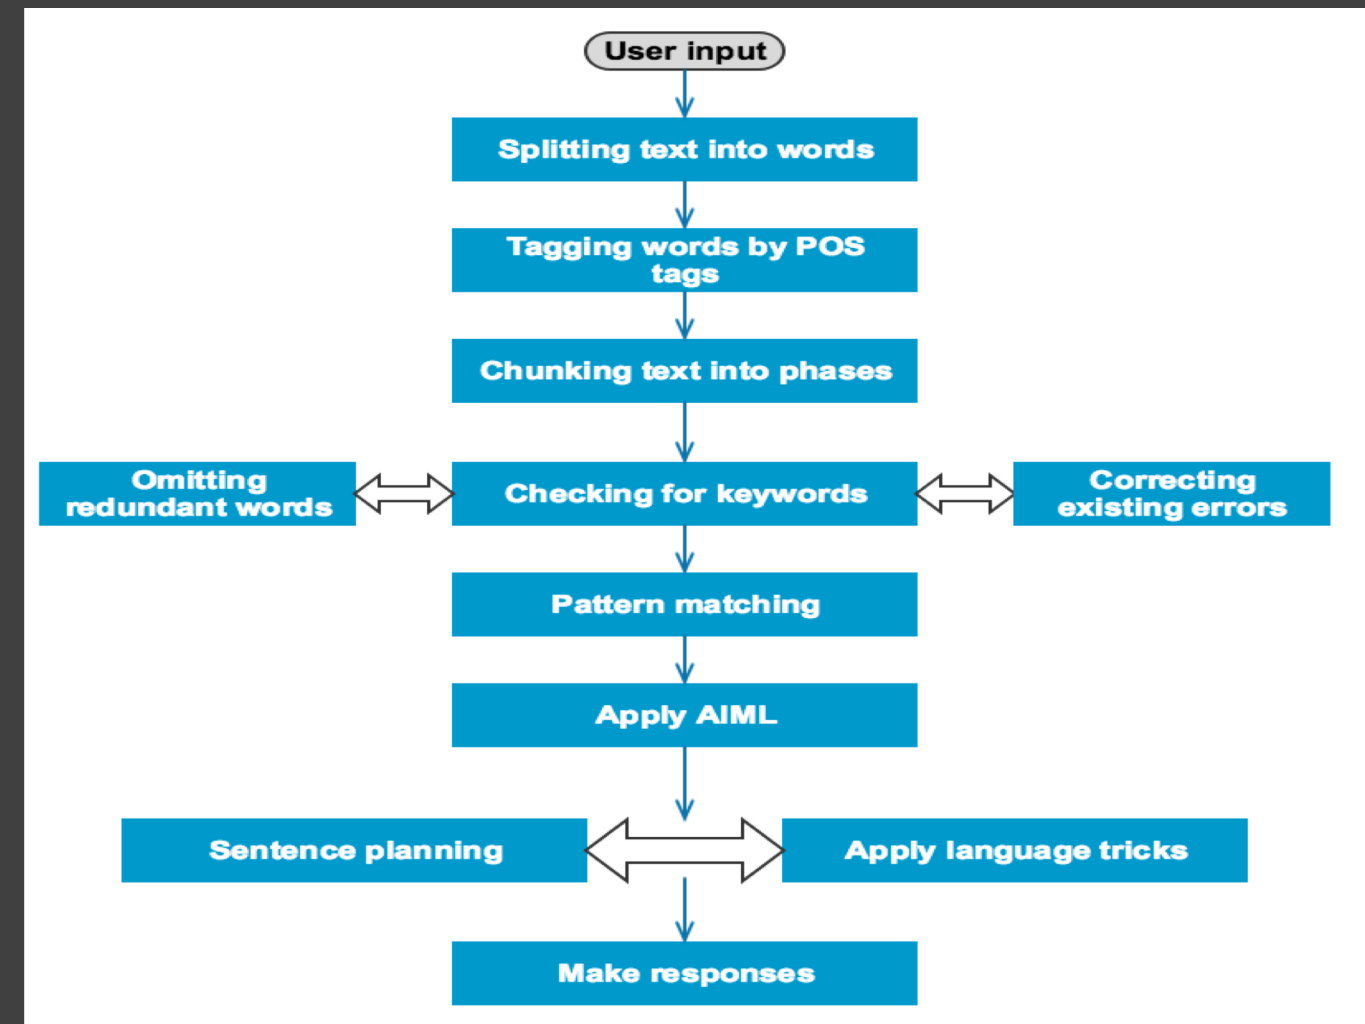 User input
Splitting text into words
Tagging words by POS
tags
Chunking text into phases
Omitting
redundant words
Checking for keywords
Correcting
existing errors
Pattern matching
Apply AIML
Sentence planning
Apply language tricks
Make responses